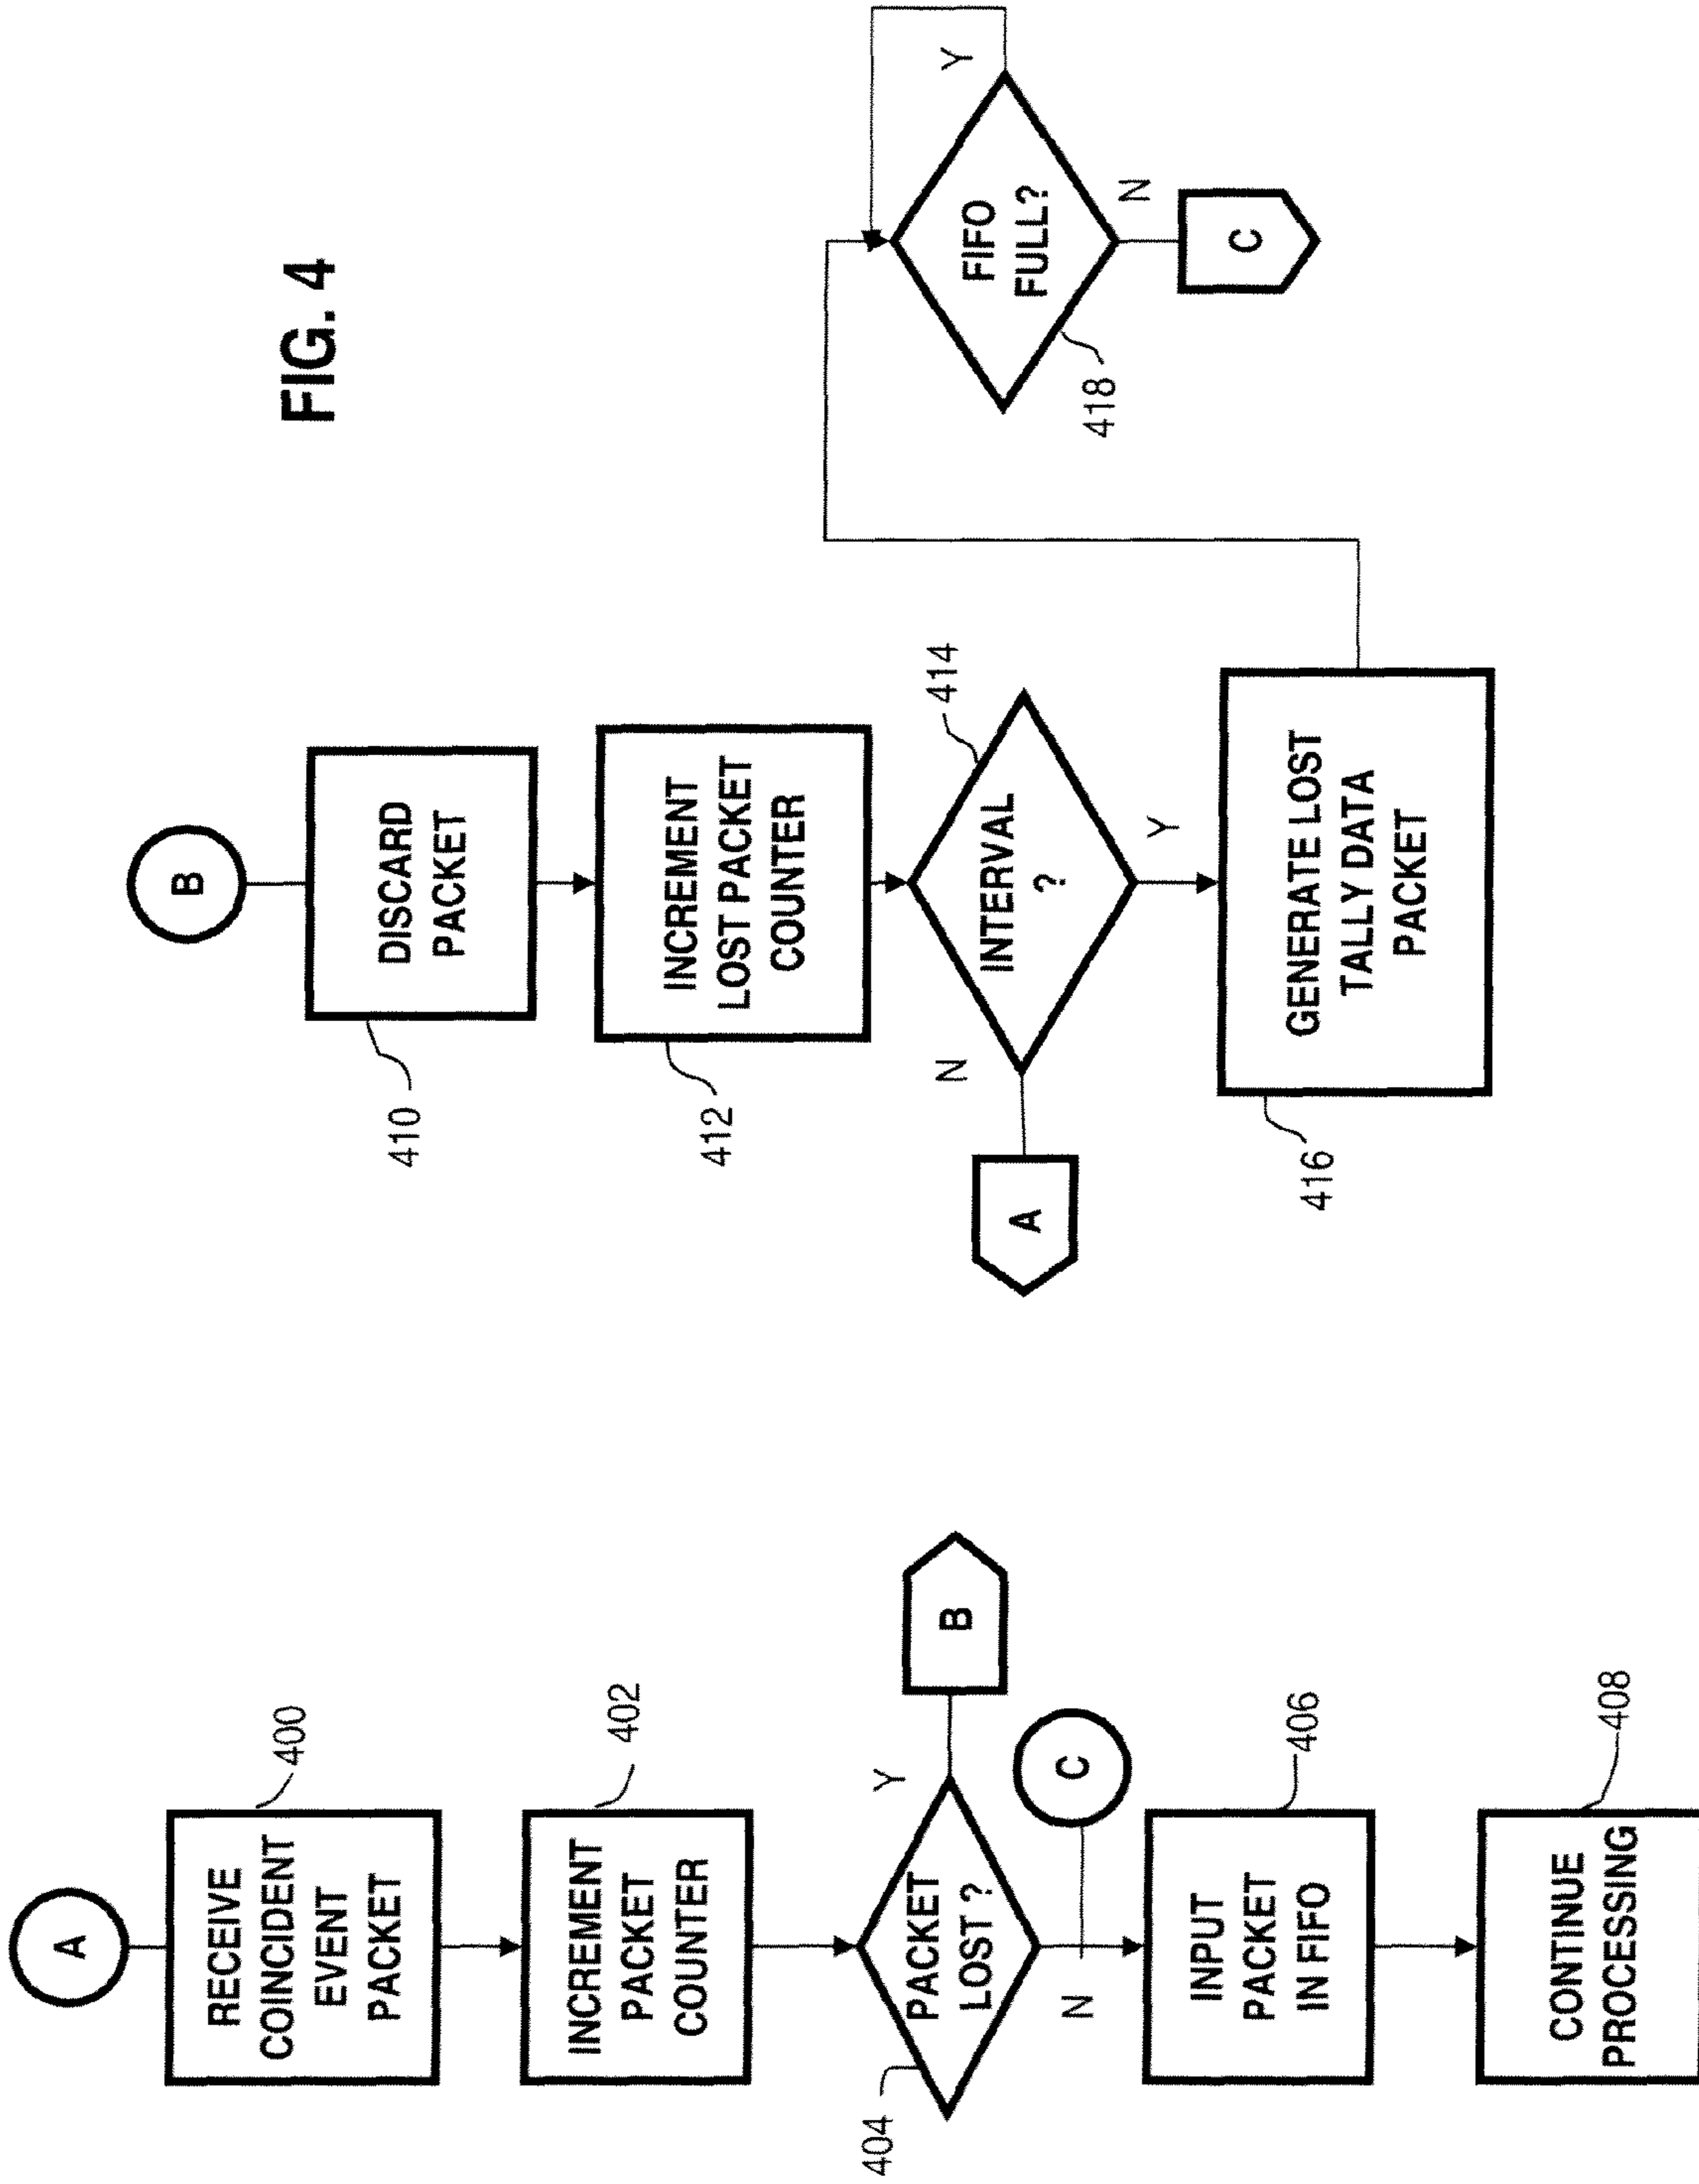 FIG. 4
A
RECEIVE
COINCIDENT
EVENT
PACKET
400
INCREMENT
PACKET
COUNTER
402
PACKET
LOST ?
404
Y
B
N
C
INPUT
PACKET
IN FIFO
406
CONTINUE
PROCESSING
408
B
DISCARD
PACKET
410
INCREMENT
LOST PACKET
COUNTER
412
INTERVAL
?
414
N
A
Y
GENERATE LOST
TALLY DATA
PACKET
416
FIFO
FULL?
418
Y
N
C